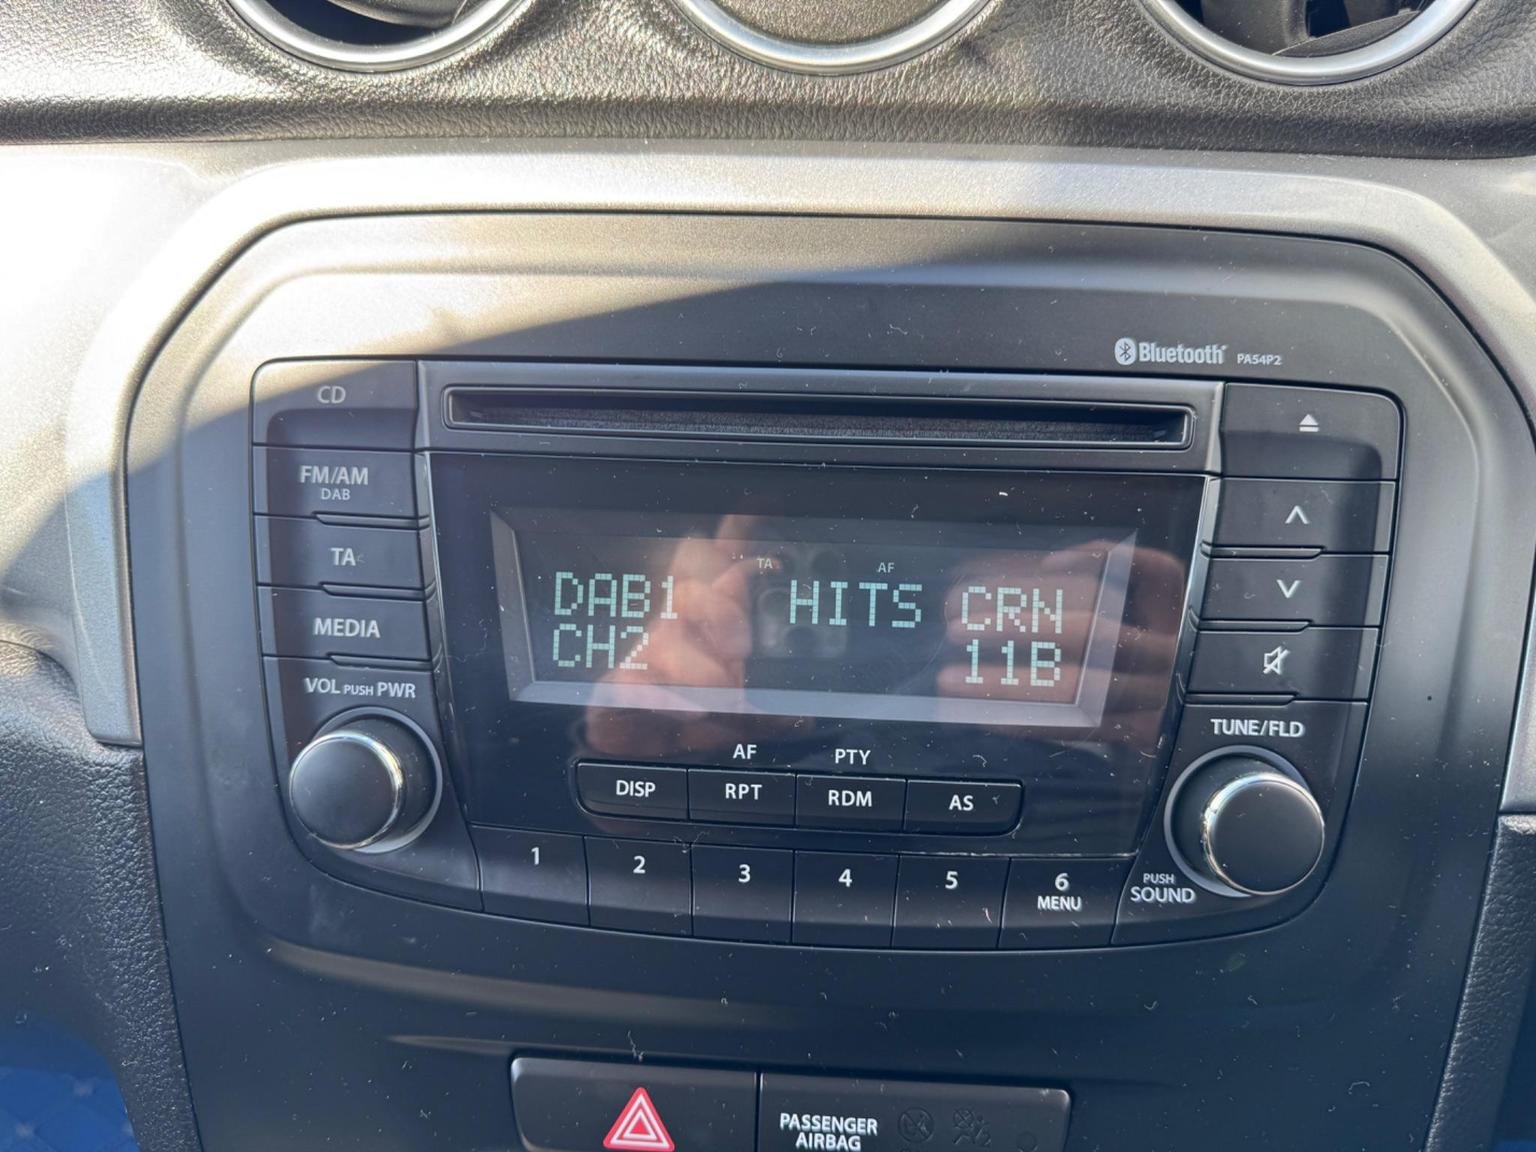 Bluetooth PA54P2
CD
FM/AM
DAB
TA
MEDIA
VOL PUSH PWR
TA AF
DAB1 HITS CRN
CH2 11B
TUNE/FLD
AF PTY
DISP RPT RDM AS
1 2 3 4 5 6
MENU
PUSH
SOUND
PASSENGER
AIRBAG